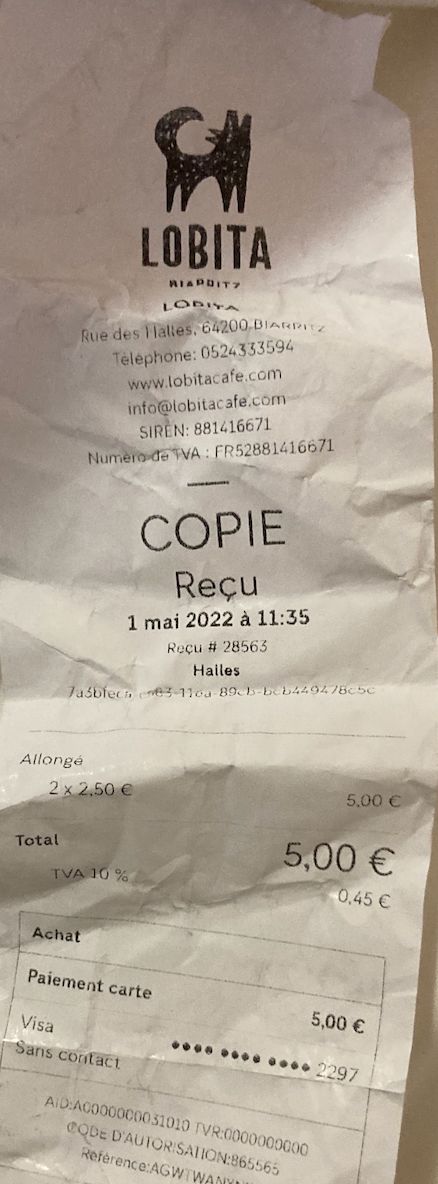 LOBITA
BIARRITZ
LOBITA
Rue des Halles, 64200 BIARRITZ
Téléphone: 0524333594
www.lobitacafe.com
info@lobitacafe.com
SIREN: 881416671
Numéro de TVA : FR52881416671
COPIE
Reçu
1 mai 2022 à 11:35
Reçu # 28563
Halles
Allongé
2 x 2,50 € 5,00 €
Total 5,00 €
TVA 10 % 0,45 €
Achat
Paiement carte 5,00 €
Visa •••• •••• •••• 2297
Sans contact
AID:A0000000031010 TVR:0000000000
CODE D'AUTORISATION:865565